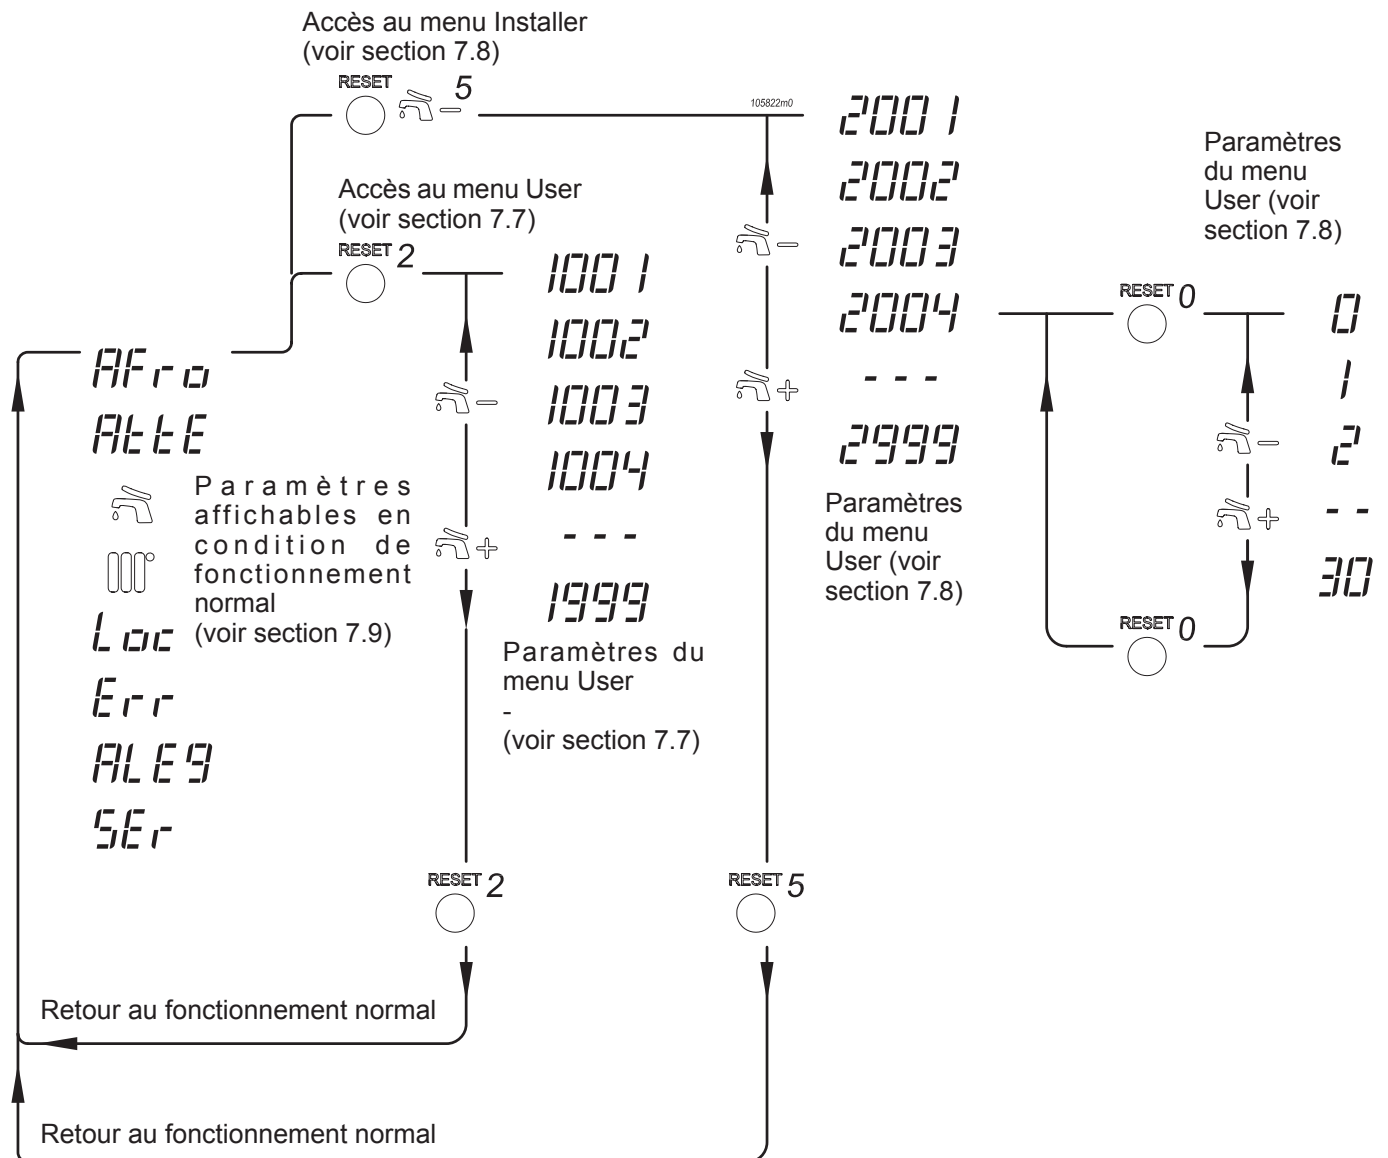 Accès au menu Installer
(voir section 7.8)
RESET 5
105822m0
2001
2002
2003
2004
- - -
2999
Paramètres
du menu
User (voir
section 7.8)
Accès au menu User
(voir section 7.7)
RESET 2
1001
1002
1003
1004
- - -
1999
Paramètres du
menu User
-
(voir section 7.7)
Paramètres
du menu
User (voir
section 7.8)
RESET 0
0
1
2
- -
30
RESET 0
AFro
AttE
Paramètres
affichables en
condition de
fonctionnement
normal
(voir section 7.9)
Loc
Err
ALE9
SEr
RESET 2
RESET 5
Retour au fonctionnement normal
Retour au fonctionnement normal